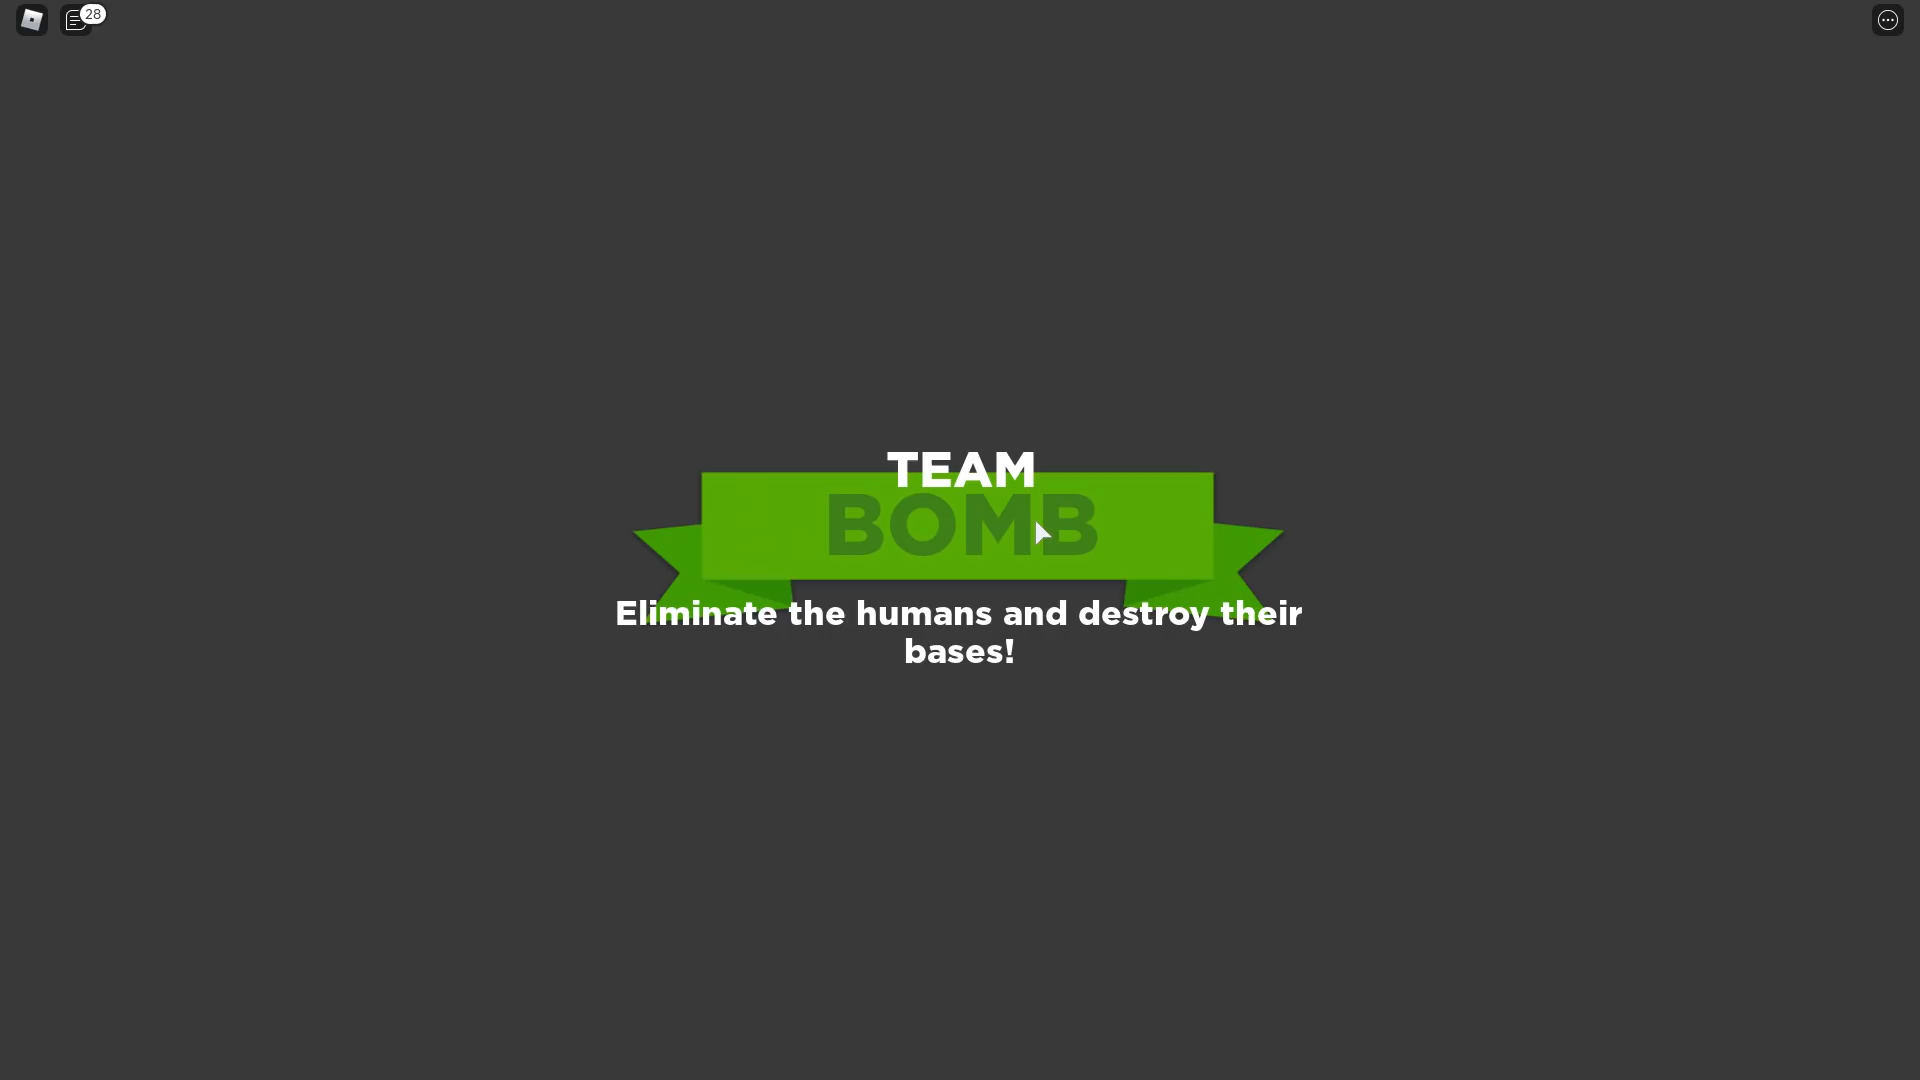 28
TEAM
BOMB
Eliminate the humans and destroy their
bases!